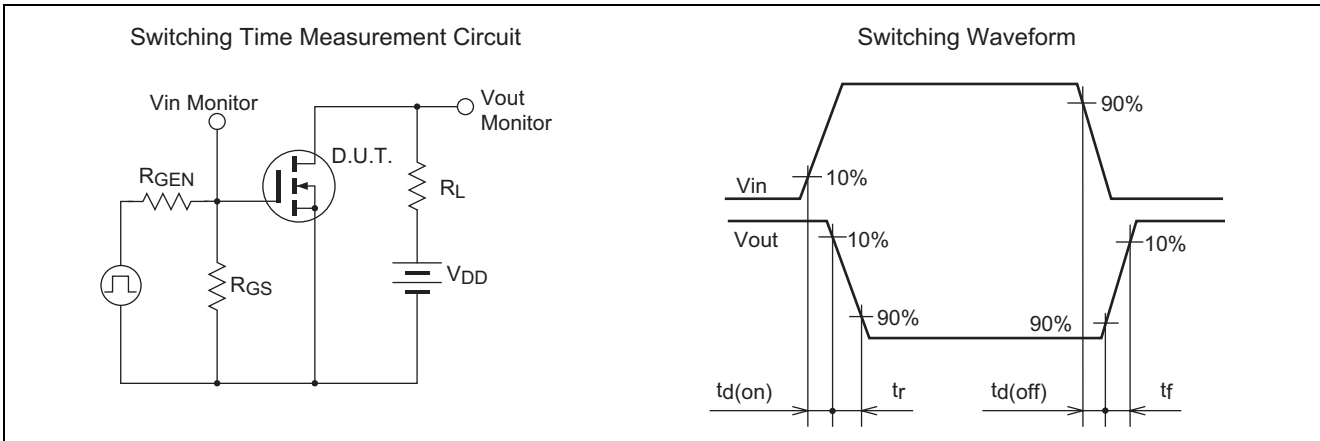 Switching Time Measurement Circuit
Vin Monitor
Vout
Monitor
D.U.T.
RGEN
RL
RGS
VDD
Switching Waveform
90%
Vin
10%
Vout
10%
10%
90%
90%
td(on)
tr
td(off)
tf